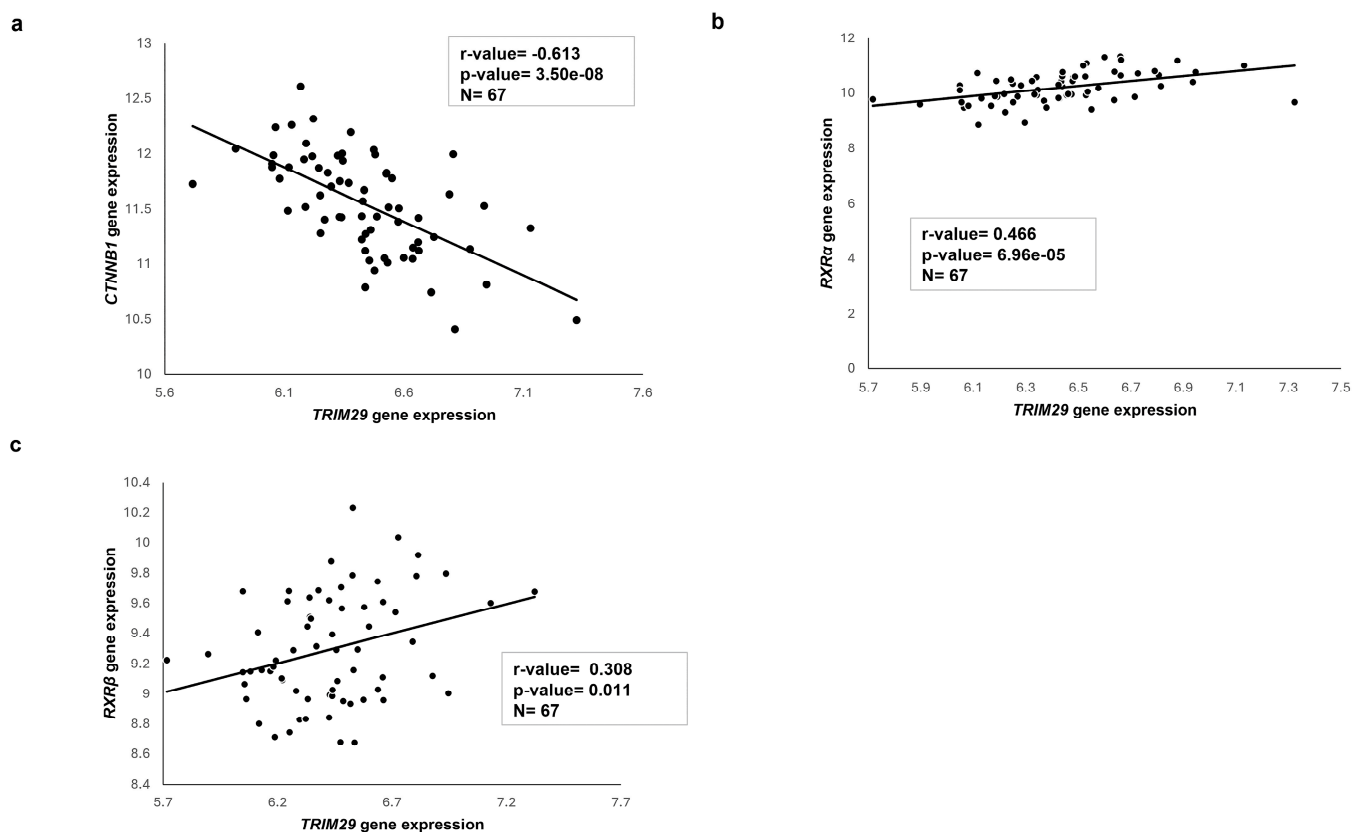 a
13
12.5
12
11.5
11
10.5
10
CTNNB1 gene expression
r-value= -0.613
p-value= 3.50e-08
N= 67
5.6 6.1 6.6 7.1 7.6
TRIM29 gene expression
b
12
10
8
6
4
2
0
RXRα gene expression
r-value= 0.466
p-value= 6.96e-05
N= 67
5.7 5.9 6.1 6.3 6.5 6.7 6.9 7.1 7.3 7.5
TRIM29 gene expression
c
10.4
10.2
10
9.8
9.6
9.4
9.2
9
8.8
8.6
8.4
RXRβ gene expression
r-value= 0.308
p-value= 0.011
N= 67
5.7 6.2 6.7 7.2 7.7
TRIM29 gene expression